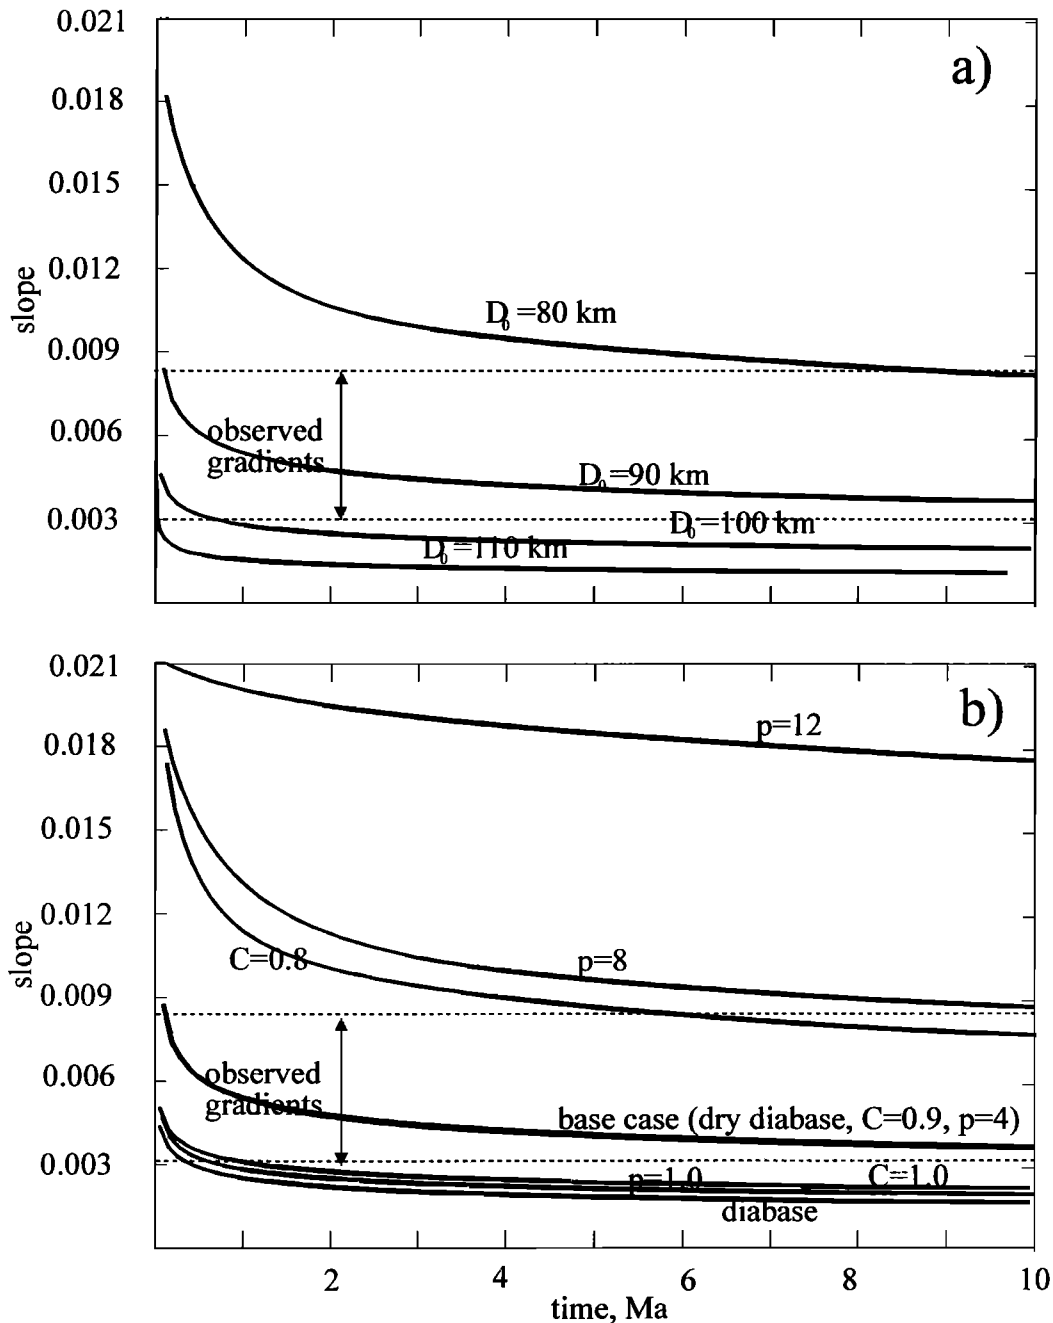 0.021
a)
0.018
0.015
0.012
slope
D₀=80 km
0.009
observed
gradients
0.006
D₀=90 km
0.003
D₀=100 km
D₀=110 km
0.021
b)
p=12
0.018
0.015
0.012
C=0.8
p=8
slope
0.009
observed
gradients
0.006
base case (dry diabase, C=0.9, p=4)
0.003
p=1.0
C=1.0
diabase
2
4
6
8
10
time, Ma